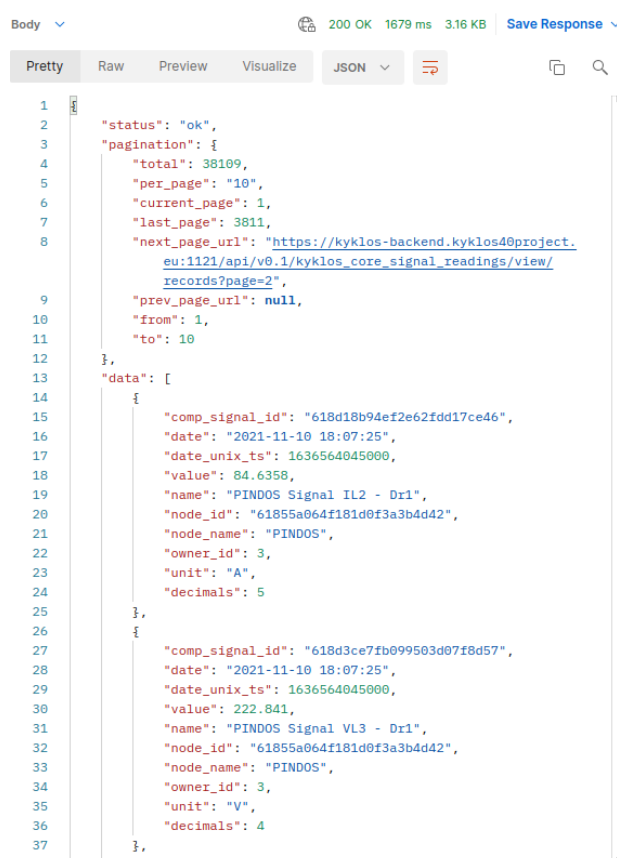 Body
200 OK 1679 ms 3.16 KB Save Response
Pretty Raw Preview Visualize JSON
1 {
2 "status": "ok",
3 "pagination": {
4 "total": 38109,
5 "per_page": "10",
6 "current_page": 1,
7 "last_page": 3811,
8 "next_page_url": "https://kyklos-backend.kyklos40project.
eu:1121/api/v0.1/kyklos_core_signal_readings/view/
records?page=2",
9 "prev_page_url": null,
10 "from": 1,
11 "to": 10
12 },
13 "data": [
14 {
15 "comp_signal_id": "618d18b94ef2e62fdd17ce46",
16 "date": "2021-11-10 18:07:25",
17 "date_unix_ts": 1636564045000,
18 "value": 84.6358,
19 "name": "PINDOS Signal IL2 - Dr1",
20 "node_id": "61855a064f181d0f3a3b4d42",
21 "node_name": "PINDOS",
22 "owner_id": 3,
23 "unit": "A",
24 "decimals": 5
25 },
26 {
27 "comp_signal_id": "618d3ce7fb099503d07f8d57",
28 "date": "2021-11-10 18:07:25",
29 "date_unix_ts": 1636564045000,
30 "value": 222.841,
31 "name": "PINDOS Signal VL3 - Dr1",
32 "node_id": "61855a064f181d0f3a3b4d42",
33 "node_name": "PINDOS",
34 "owner_id": 3,
35 "unit": "V",
36 "decimals": 4
37 },